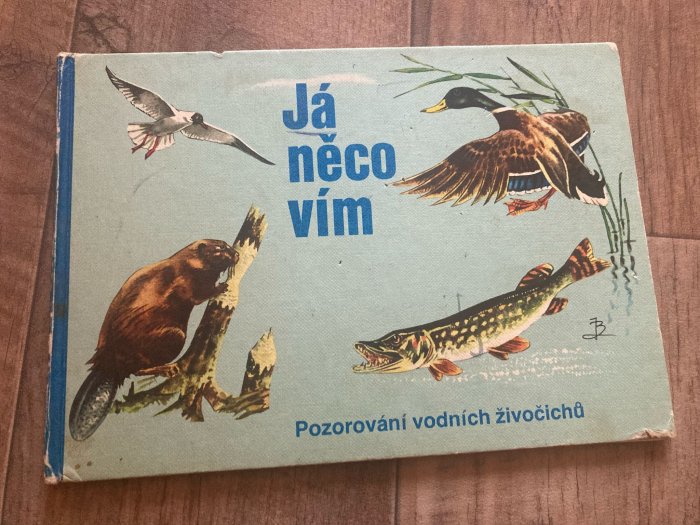 Já
něco
vím
Pozorování vodních živočichů